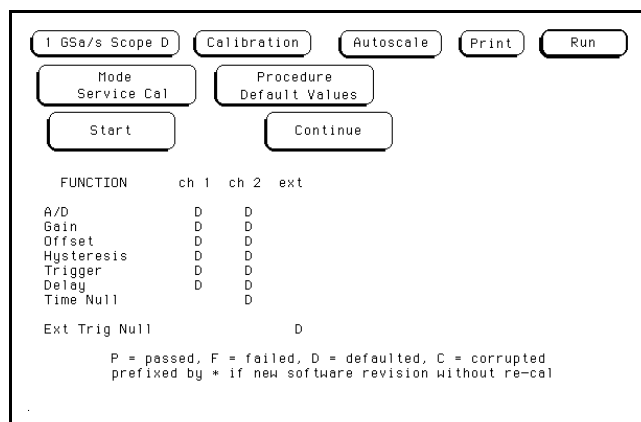 1 GSa/s Scope D Calibration Autoscale Print Run
Mode Procedure
Service Cal Default Values
Start Continue
FUNCTION ch 1 ch 2 ext
A/D D D
Gain D D
Offset D D
Hysteresis D D
Trigger D D
Delay D D
Time Null D
Ext Trig Null D
P = passed, F = failed, D = defaulted, C = corrupted
prefixed by * if new software revision without re-cal